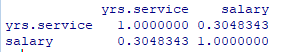 yrs.service salary
yrs.service 1.0000000 0.3048343
salary 0.3048343 1.0000000